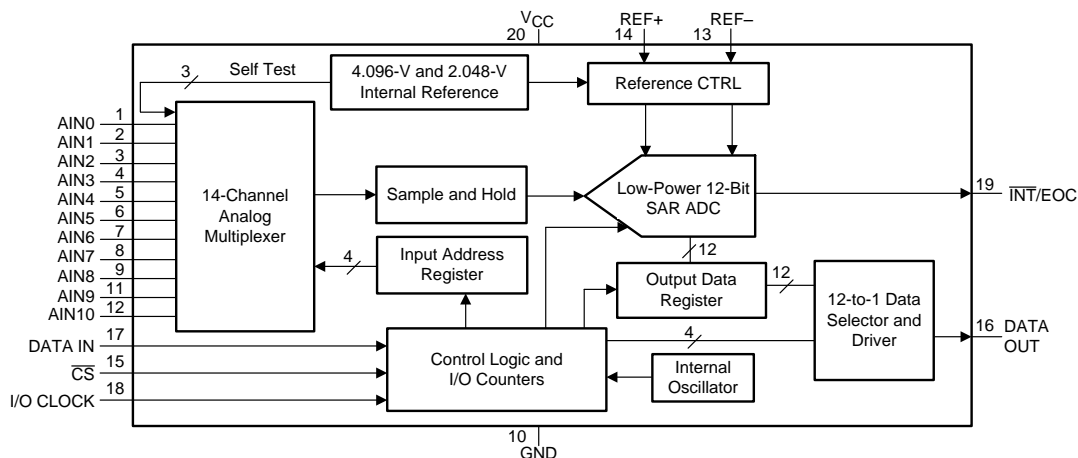 VCC
REF+
REF–
20
14
13
3
Self Test
4.096-V and 2.048-V
Internal Reference
Reference CTRL
AIN0
1
AIN1
2
AIN2
3
AIN3
4
AIN4
5
AIN5
6
AIN6
7
AIN7
8
AIN8
9
AIN9
11
AIN10
12
14-Channel
Analog
Multiplexer
Sample and Hold
Low-Power 12-Bit
SAR ADC
19
INT/EOC
4
Input Address
Register
12
Output Data
Register
12
12-to-1 Data
Selector and
Driver
16
DATA
OUT
DATA IN
17
CS
15
I/O CLOCK
18
Control Logic and
I/O Counters
4
Internal
Oscillator
10
GND